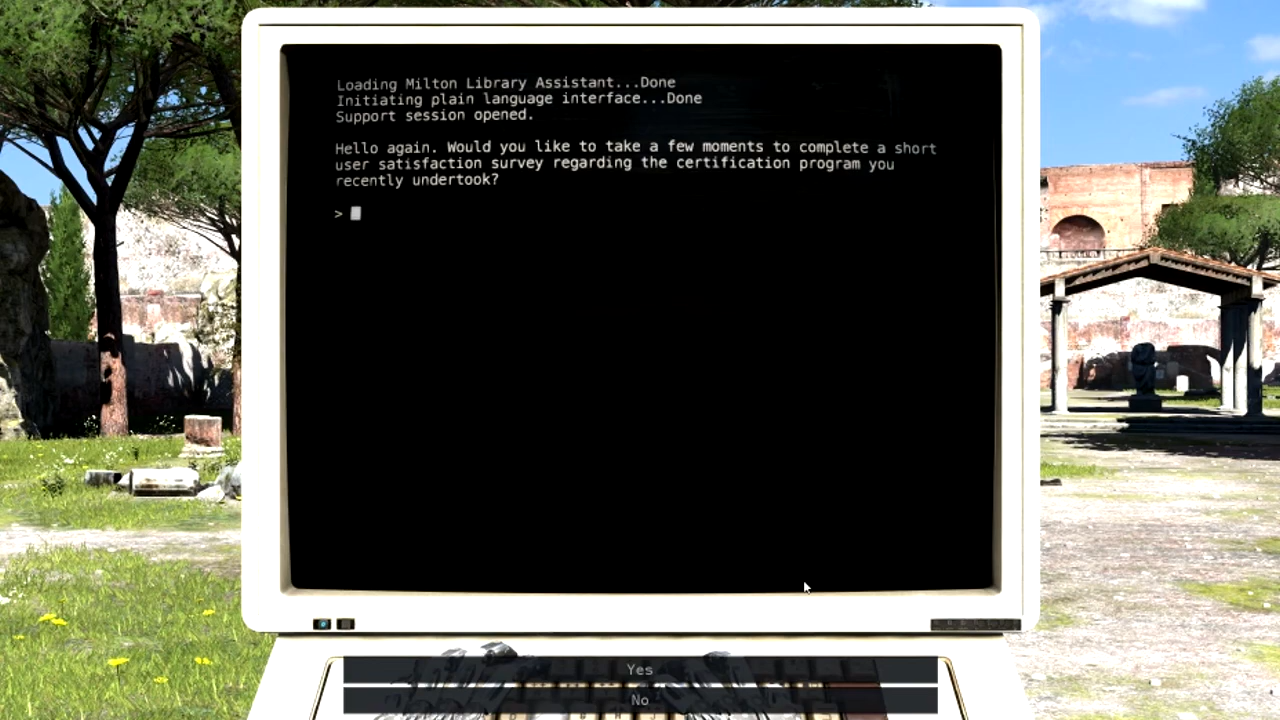 Loading Milton Library Assistant...Done
Initiating plain language interface...Done
Support session opened.
Hello again. Would you like to take a few moments to complete a short
user satisfaction survey regarding the certification program you
recently undertook?
>
Yes
No